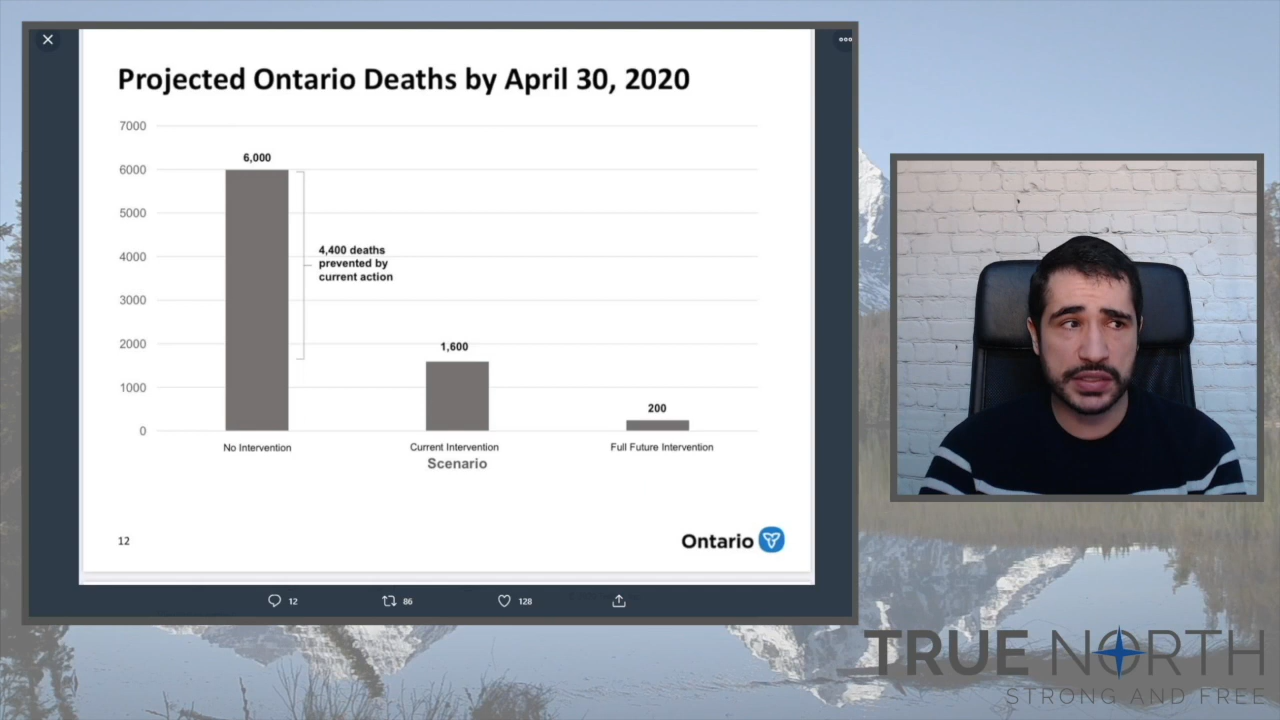 Projected Ontario Deaths by April 30, 2020
7000
6000
5000
4000
3000
2000
1000
0
6,000
4,400 deaths
prevented by
current action
1,600
200
No Intervention
Current Intervention
Full Future Intervention
Scenario
12
Ontario
12
86
128
TRUE NORTH
STRONG AND FREE